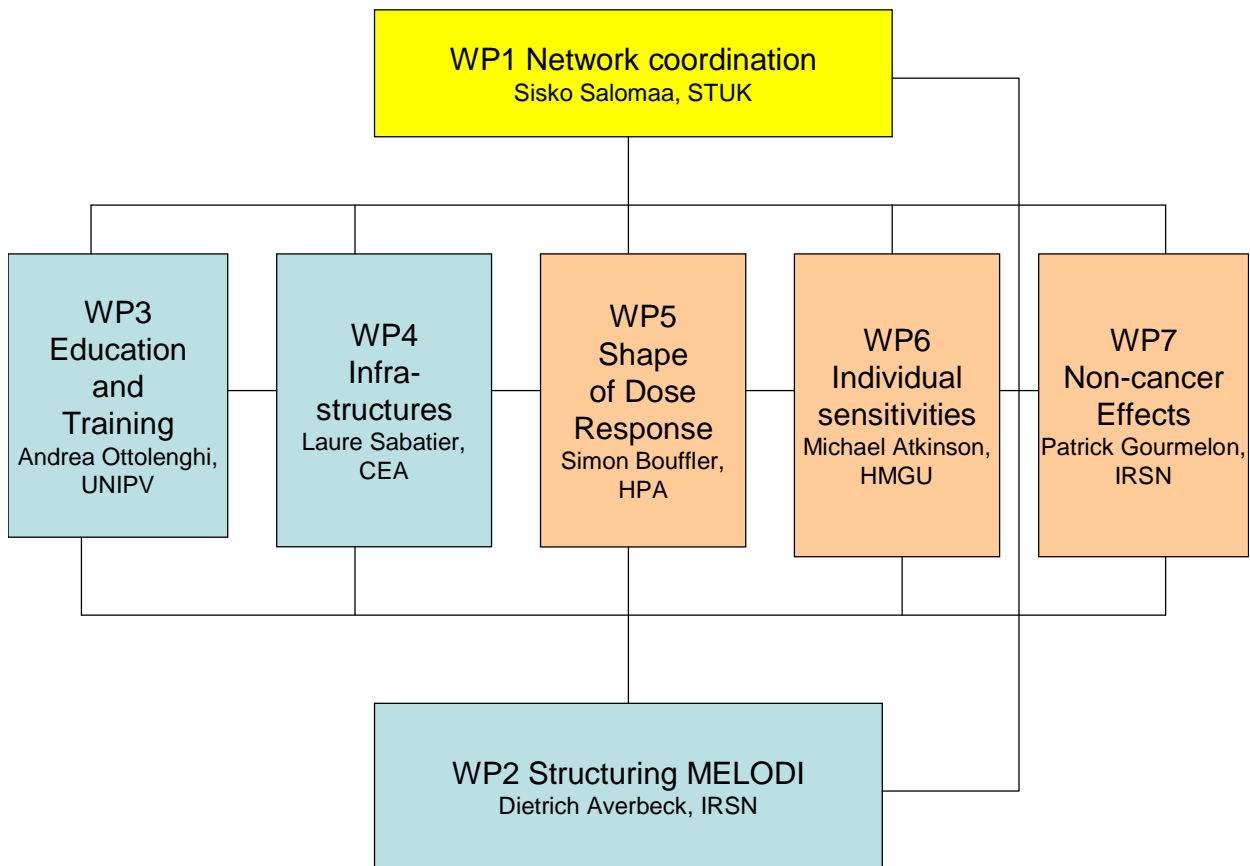 WP1 Network coordination
Sisko Salomaa, STUK
WP3
Education
and
Training
Andrea Ottolenghi,
UNIPV
WP4
Infra-
structures
Laure Sabatier,
CEA
WP5
Shape
of Dose
Response
Simon Bouffler,
HPA
WP6
Individual
sensitivities
Michael Atkinson,
HMGU
WP7
Non-cancer
Effects
Patrick Gourmelon,
IRSN
WP2 Structuring MELODI
Dietrich Averbeck, IRSN